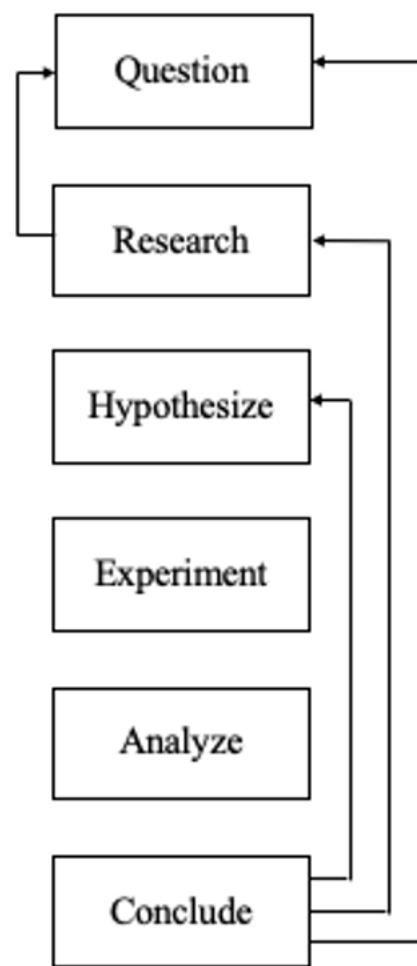 Question
Research
Hypothesize
Experiment
Analyze
Conclude